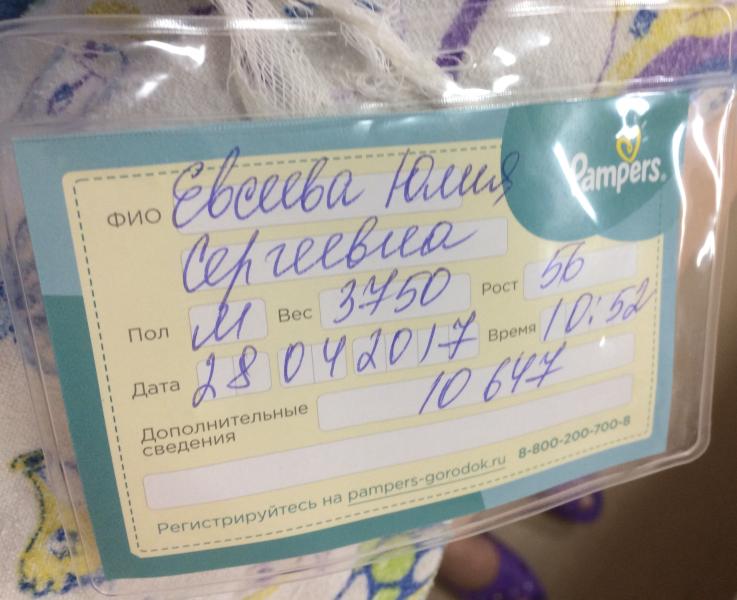 Pampers®
ФИО Евсеева Юлия
Сергеевна
Пол М Вес 3750 Рост 56
Дата 28 04 2017 Время 10:52
Дополнительные сведения 10 647
Регистрируйтесь на pampers-gorodok.ru 8-800-200-700-8